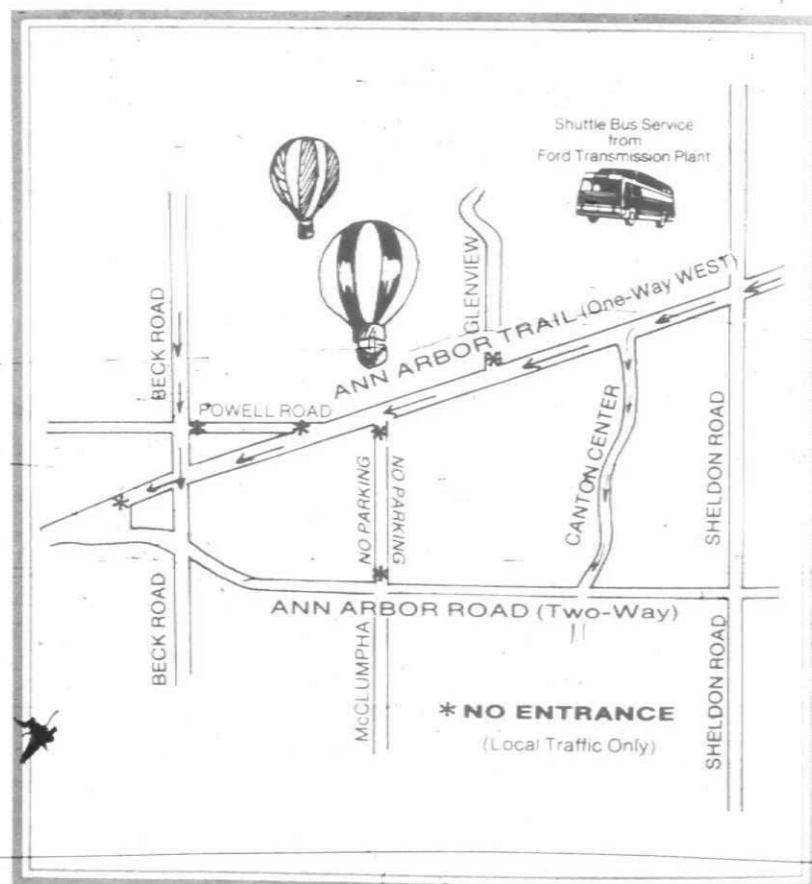 Shuttle Bus Service
from
Ford Transmission Plant
GLENVIEW
BECK ROAD
ANN ARBOR TRAIL (One-Way WEST)
POWELL ROAD
NO PARKING
NO PARKING
CANTON CENTER
SHELDON ROAD
ANN ARBOR ROAD (Two-Way)
BECK ROAD
McCLUMPHA
SHELDON ROAD
* NO ENTRANCE
(Local Traffic Only)